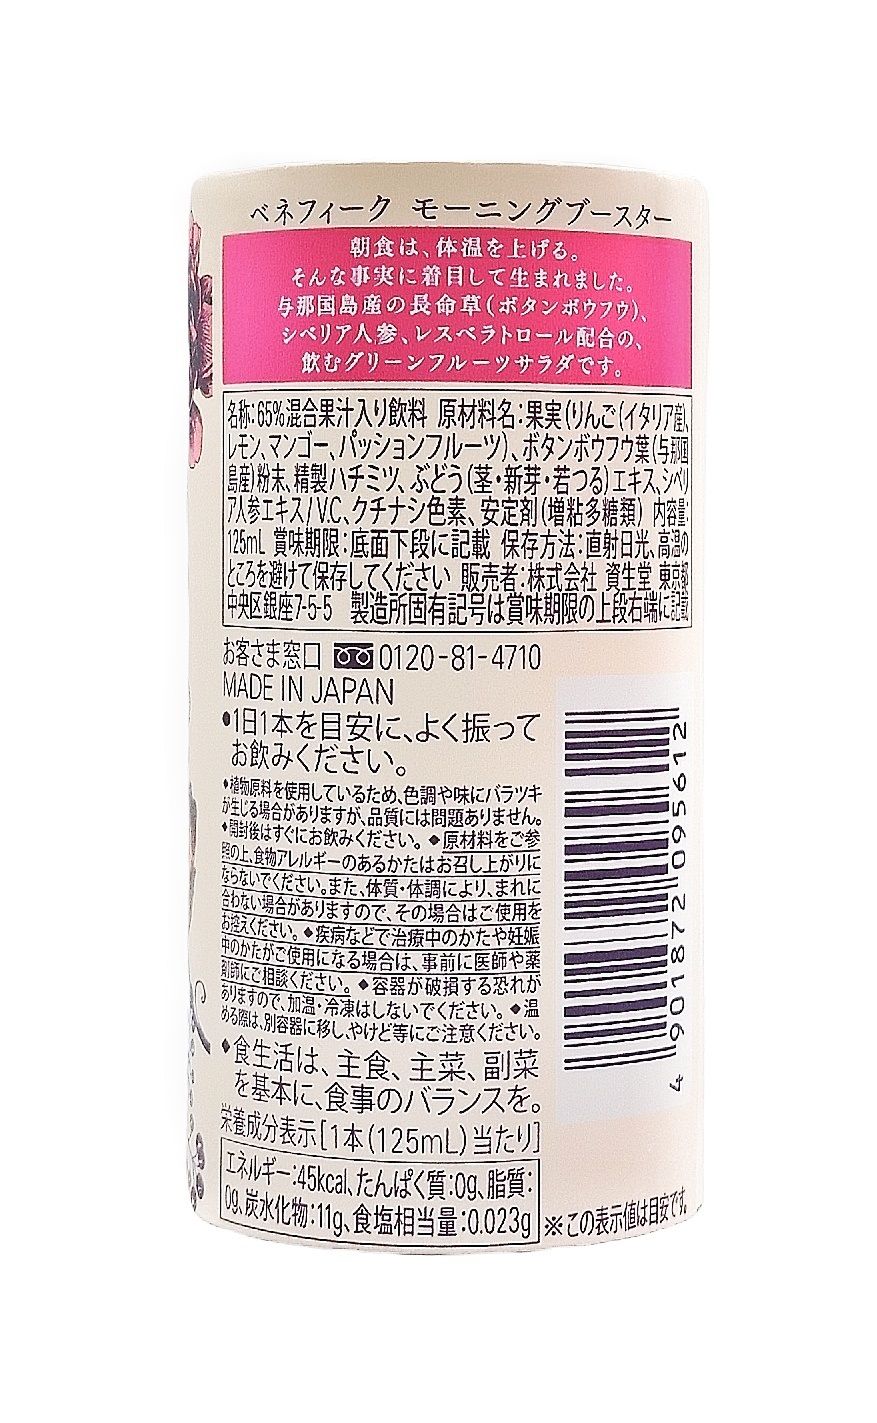 ベネフィーク モーニングブースター
朝食は、体温を上げる。
そんな事実に着目して生まれました。
与那国島産の長命草(ボタンボウフウ)、
シベリア人参、レスベラトロール配合の、
飲むグリーンフルーツサラダです。
名称:65%混合果汁入り飲料 原材料名:果実(りんご(イタリア産)、
レモン、マンゴー、パッションフルーツ)、ボタンボウフウ葉(与那国
島産)粉末、精製ハチミツ、ぶどう(茎・新芽・若つる)エキス、シベリ
ア人参エキス/V.C、クチナシ色素、安定剤(増粘多糖類) 内容量:
125mL 賞味期限:底面下段に記載 保存方法:直射日光、高温の
ところを避けて保存してください 販売者:株式会社 資生堂 東京都
中央区銀座7-5-5 製造所固有記号は賞味期限の上段右端に記載
お客さま窓口 0120-81-4710
MADE IN JAPAN
•1日1本を目安に、よく振って
お飲みください。
◆植物原料を使用しているため、色調や味にバラツキ
が生じる場合がありますが、品質には問題ありません。
◆開封後はすぐにお飲みください。◆原材料をご参
照の上、食物アレルギーのあるかたはお召し上がりに
ならないでください。また、体質・体調により、まれに
合わない場合がありますので、その場合はご使用を
お控えください。◆疾病などで治療中のかたや妊娠
中のかたがご使用になる場合は、事前に医師や薬
剤師にご相談ください。◆容器が破損する恐れが
ありますので、加温・冷凍はしないでください。◆温
める際は、別容器に移し、やけど等にご注意ください。
◆食生活は、主食、主菜、副菜
を基本に、食事のバランスを。
栄養成分表示[1本(125mL)当たり]
エネルギー:45kcal、たんぱく質:0g、脂質:
0g、炭水化物:11g、食塩相当量:0.023g
※この表示値は目安です。
4 901872 095612